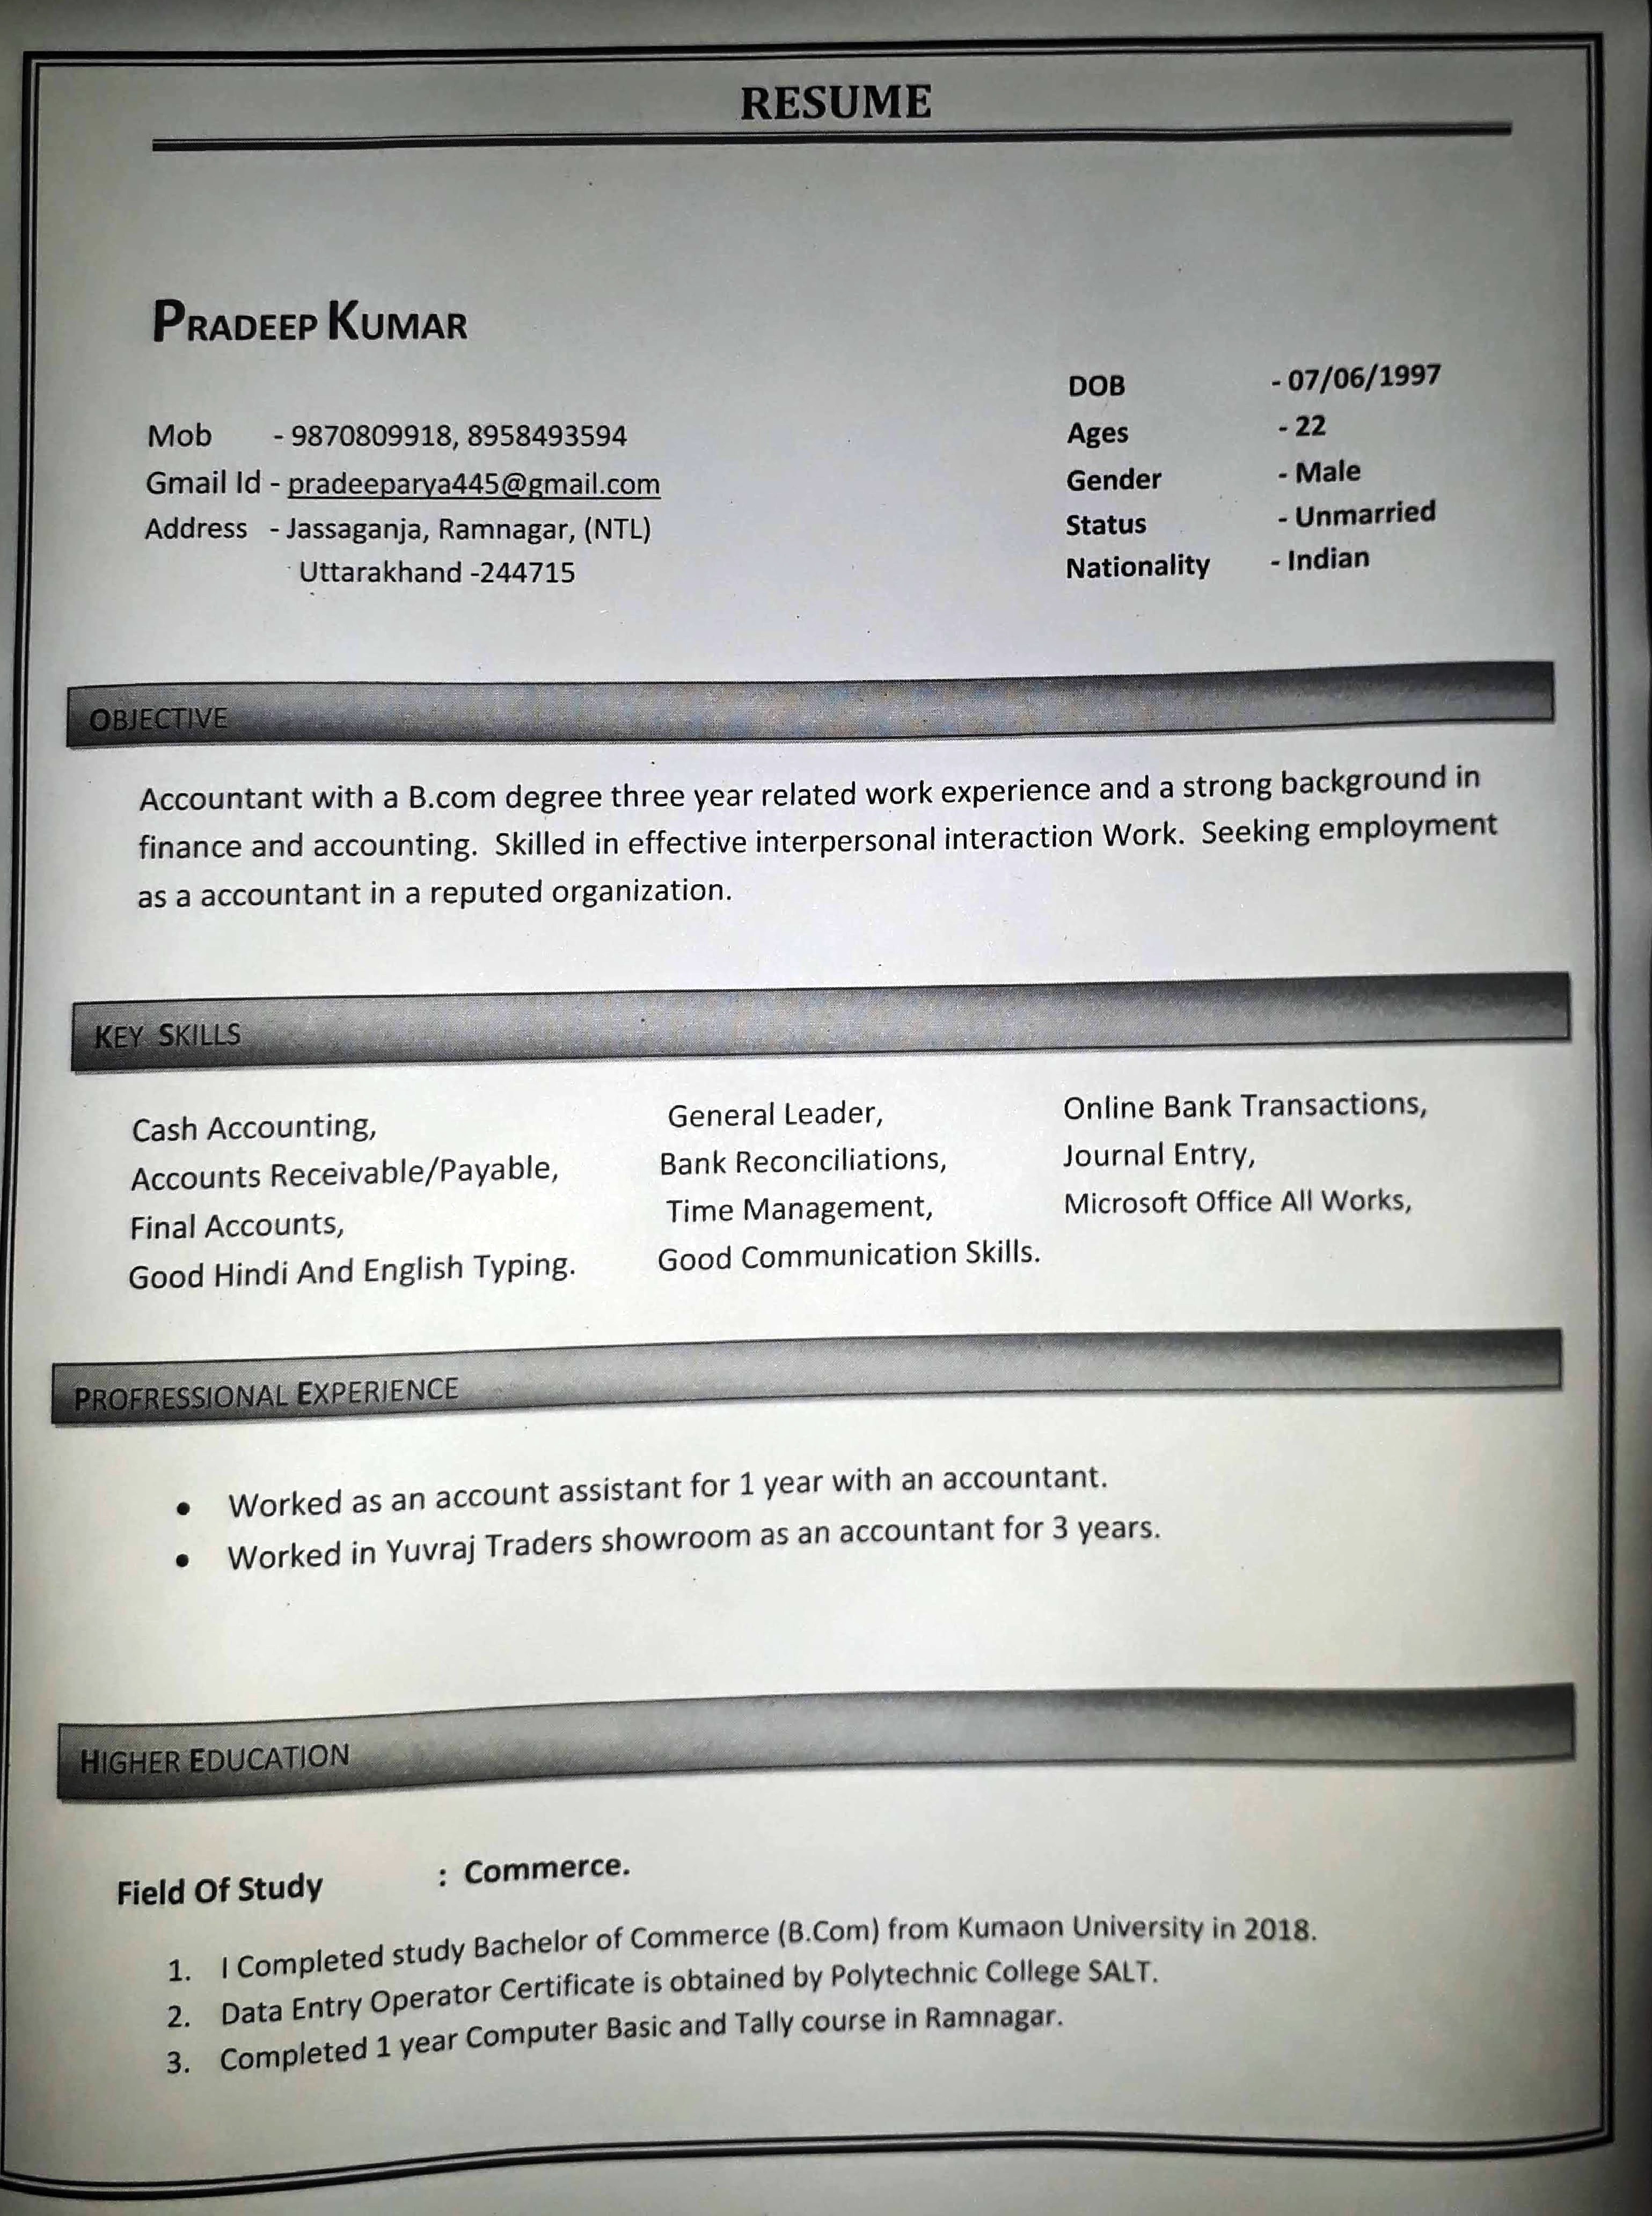 RESUME
PRADEEP KUMAR
Mob - 9870809918, 8958493594
Gmail Id - pradeeparya445@gmail.com
Address - Jassaganja, Ramnagar, (NTL)
Uttarakhand -244715
DOB - 07/06/1997
Ages - 22
Gender - Male
Status - Unmarried
Nationality - Indian
OBJECTIVE
Accountant with a B.com degree three year related work experience and a strong background in
finance and accounting. Skilled in effective interpersonal interaction Work. Seeking employment
as a accountant in a reputed organization.
KEY SKILLS
Cash Accounting, General Leader, Online Bank Transactions,
Accounts Receivable/Payable, Bank Reconciliations, Journal Entry,
Final Accounts, Time Management, Microsoft Office All Works,
Good Hindi And English Typing. Good Communication Skills.
PROFRESSIONAL EXPERIENCE
• Worked as an account assistant for 1 year with an accountant.
• Worked in Yuvraj Traders showroom as an accountant for 3 years.
HIGHER EDUCATION
Field Of Study : Commerce.
1. I Completed study Bachelor of Commerce (B.Com) from Kumaon University in 2018.
2. Data Entry Operator Certificate is obtained by Polytechnic College SALT.
3. Completed 1 year Computer Basic and Tally course in Ramnagar.